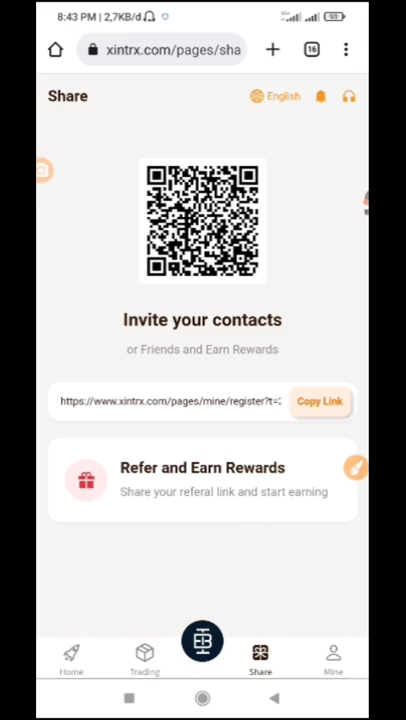 8:43 PM | 2,7KB/d
xintrx.com/pages/sha
16
Share
English
Invite your contacts
or Friends and Earn Rewards
https://www.xintrx.com/pages/mine/register?t=
Copy Link
Refer and Earn Rewards
Share your referal link and start earning
Home
Trading
Share
Mine